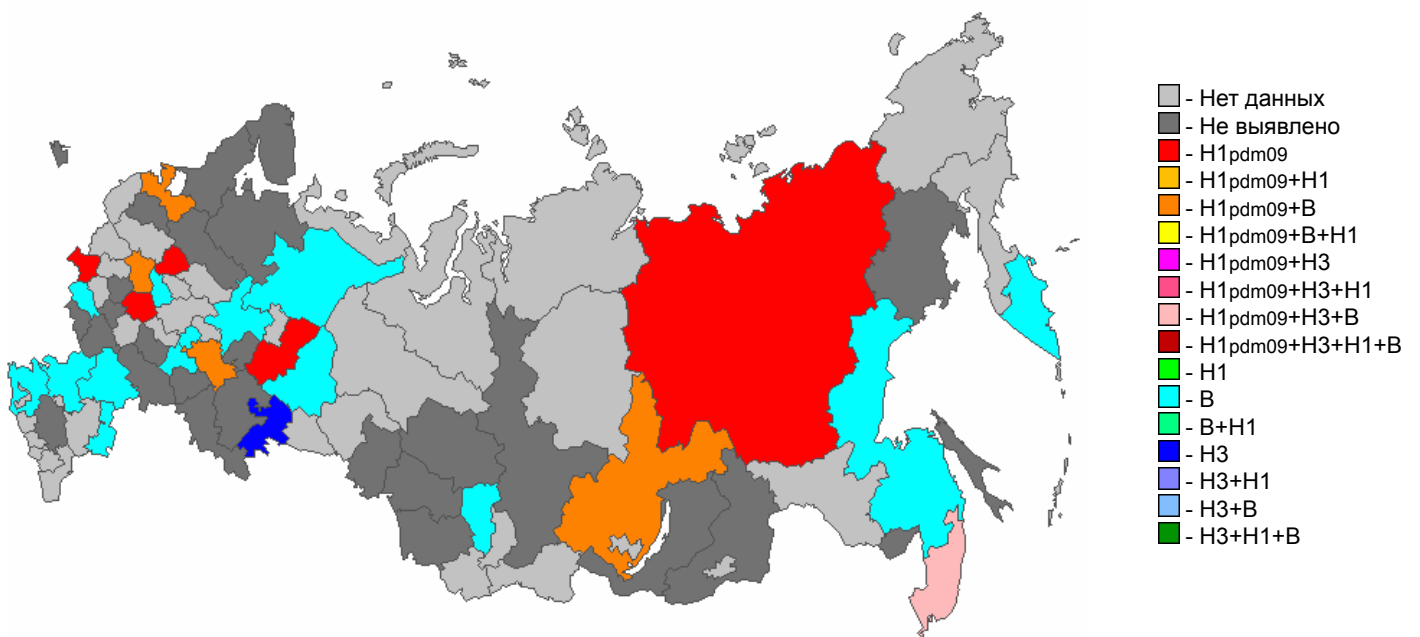 - Нет данных
- Не выявлено
- H1pdm09
- H1pdm09+H1
- H1pdm09+B
- H1pdm09+B+H1
- H1pdm09+H3
- H1pdm09+H3+H1
- H1pdm09+H3+B
- H1pdm09+H3+H1+B
- H1
- B
- B+H1
- H3
- H3+H1
- H3+B
- H3+H1+B